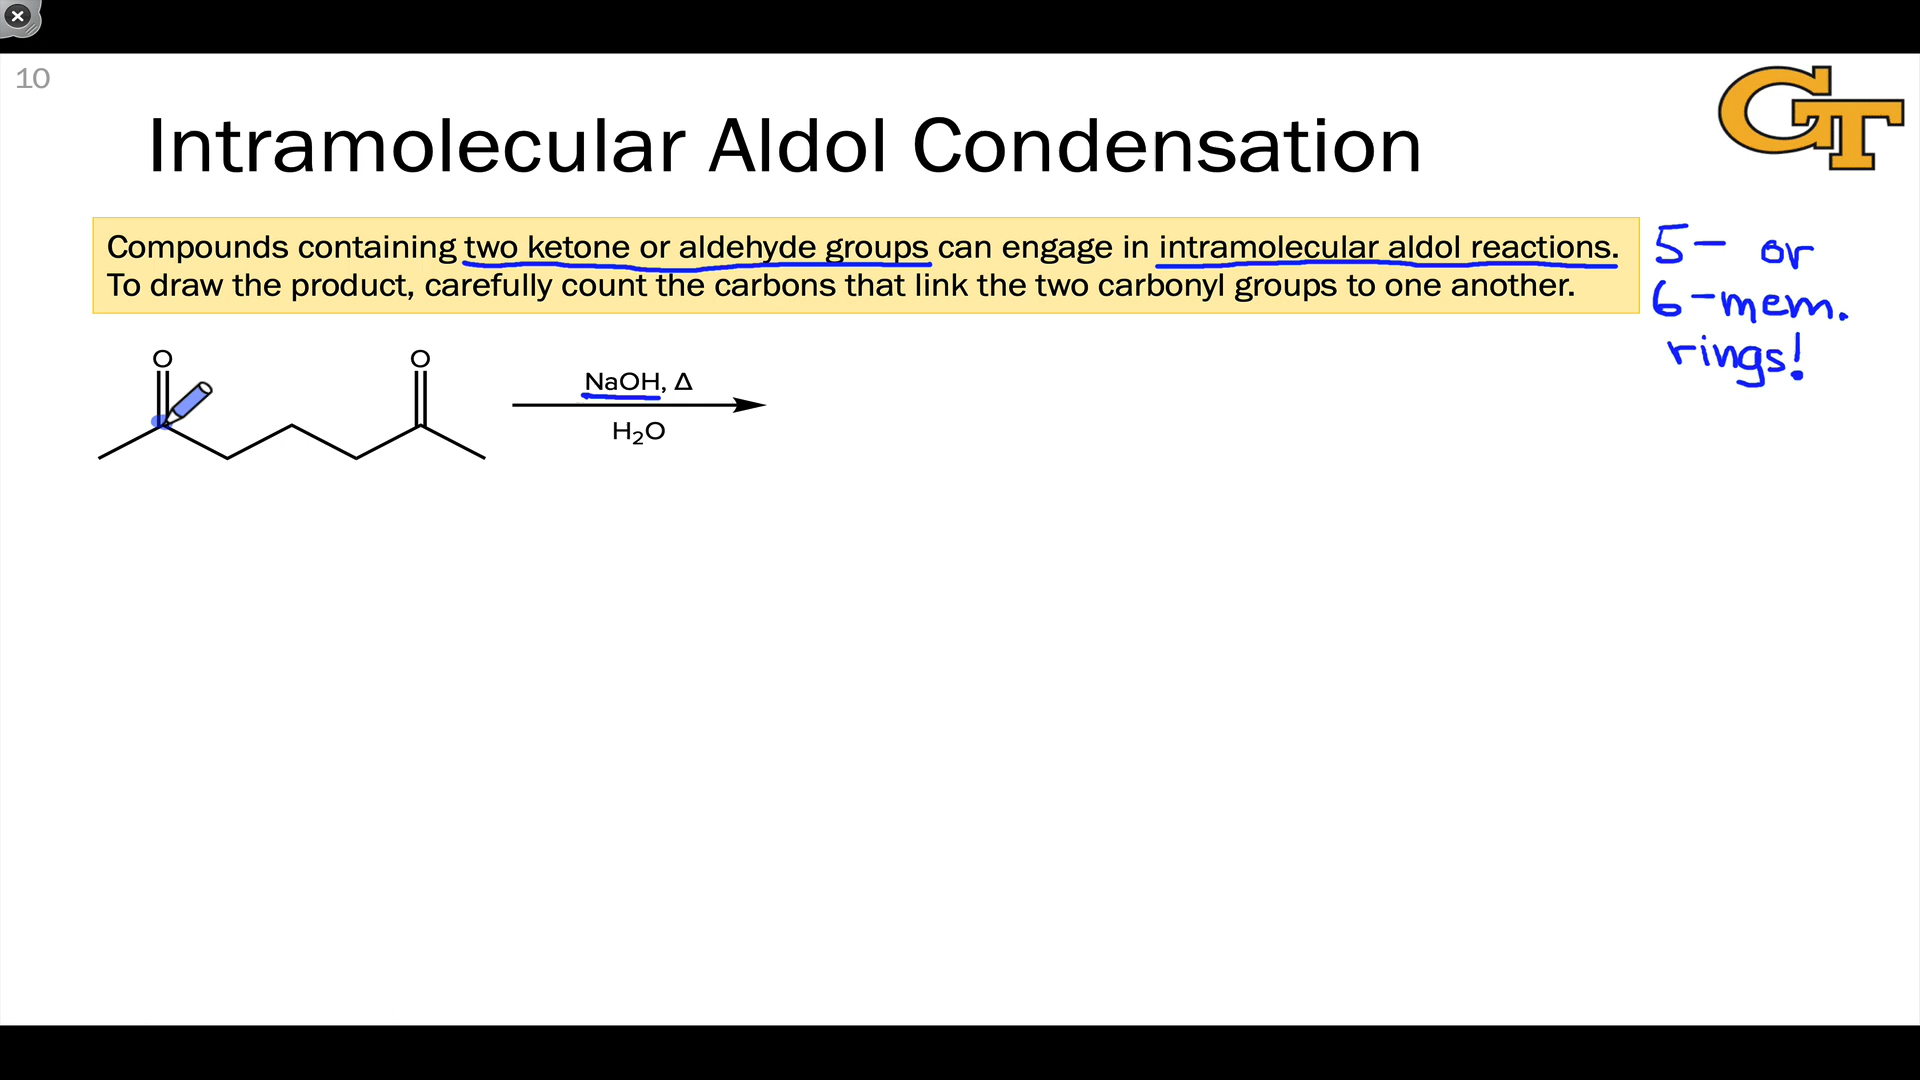 10
GT
Intramolecular Aldol Condensation
Compounds containing two ketone or aldehyde groups can engage in intramolecular aldol reactions.
To draw the product, carefully count the carbons that link the two carbonyl groups to one another.
5- or
6-mem.
rings!
O
O
NaOH, Δ
H₂O